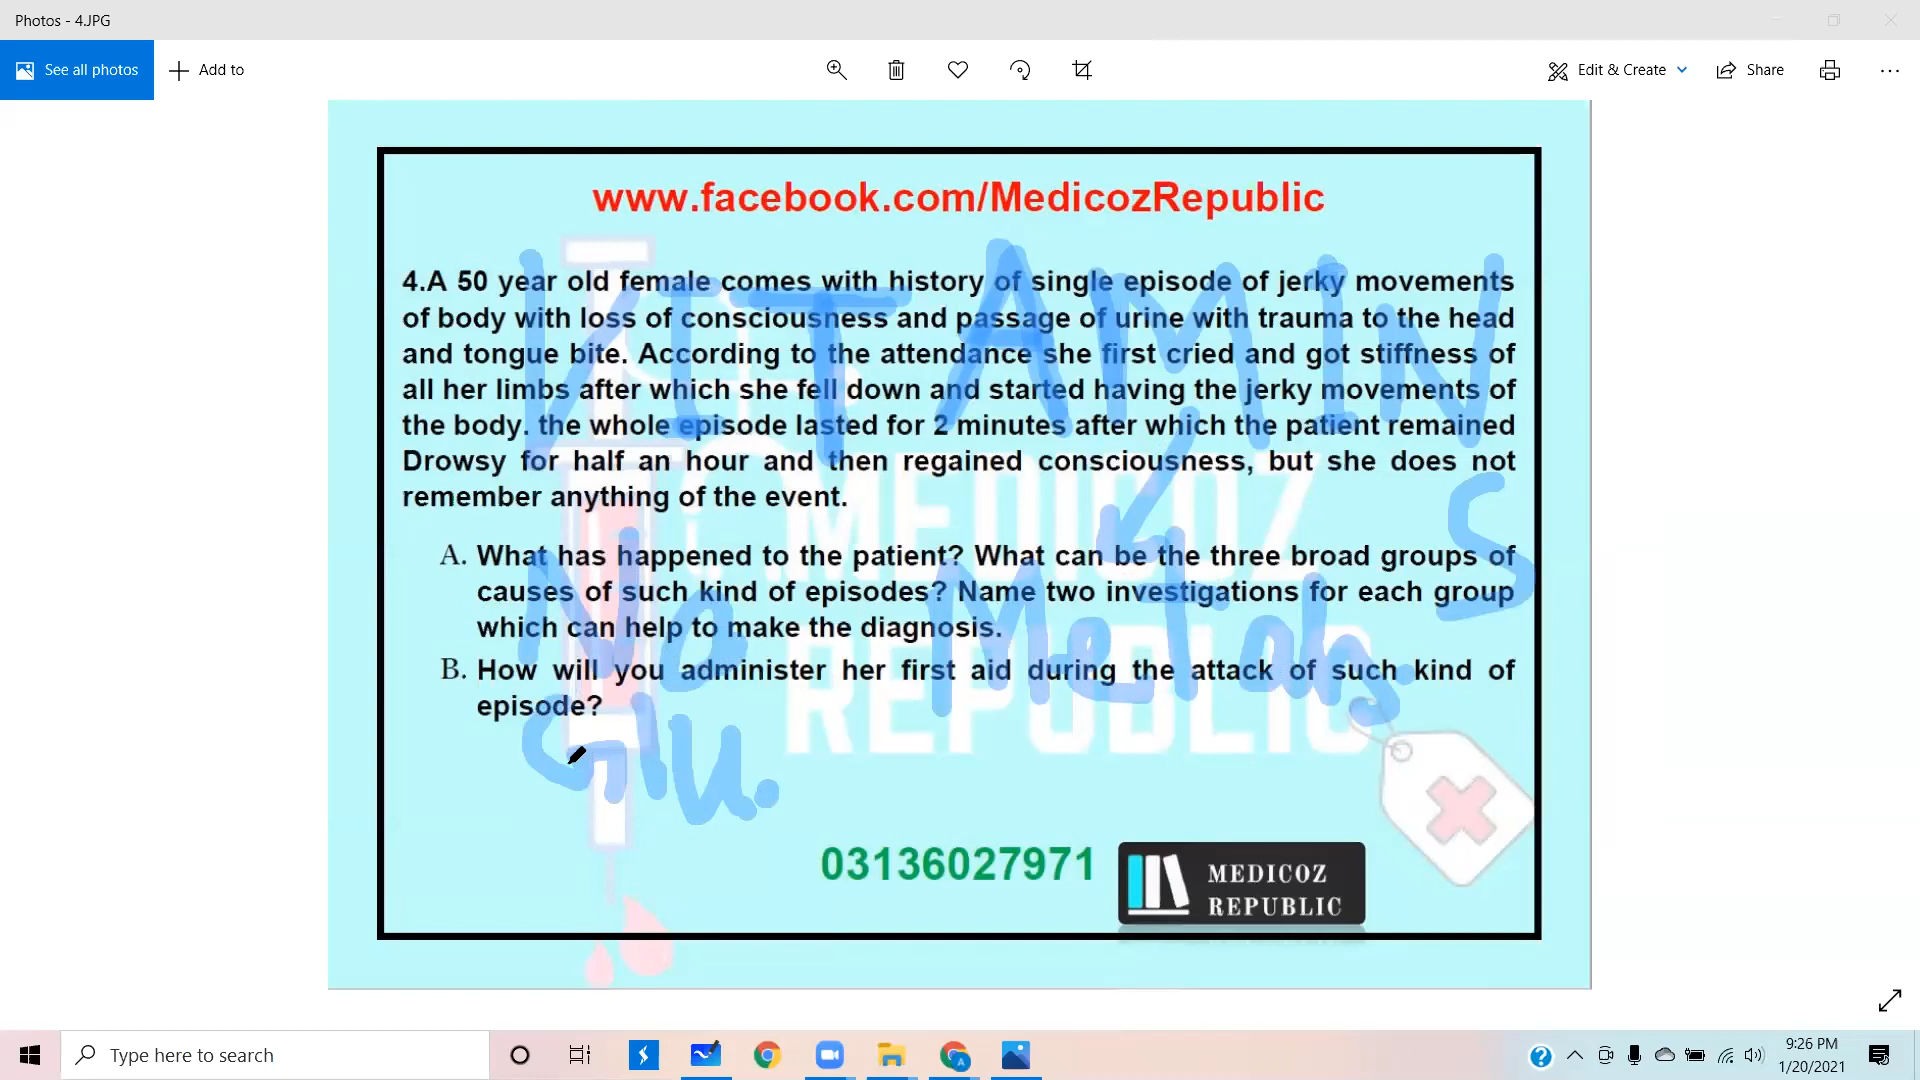 Photos - 4.JPG
See all photos
Add to
Edit & Create
Share
www.facebook.com/MedicozRepublic
4.A 50 year old female comes with history of single episode of jerky movements
of body with loss of consciousness and passage of urine with trauma to the head
and tongue bite. According to the attendance she first cried and got stiffness of
all her limbs after which she fell down and started having the jerky movements of
the body. the whole episode lasted for 2 minutes after which the patient remained
Drowsy for half an hour and then regained consciousness, but she does not
remember anything of the event.
A. What has happened to the patient? What can be the three broad groups of
causes of such kind of episodes? Name two investigations for each group
which can help to make the diagnosis.
B. How will you administer her first aid during the attack of such kind of
episode?
VITAMIN
S
Na
Metab.
Glu.
MEDICOZ
REPUBLIC
03136027971
MEDICOZ
REPUBLIC
Type here to search
9:26 PM
1/20/2021